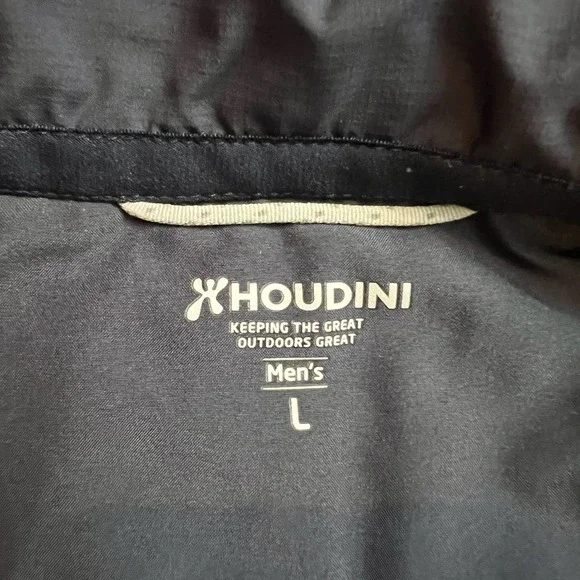 HOUDINI
KEEPING THE GREAT
OUTDOORS GREAT
Men's
L